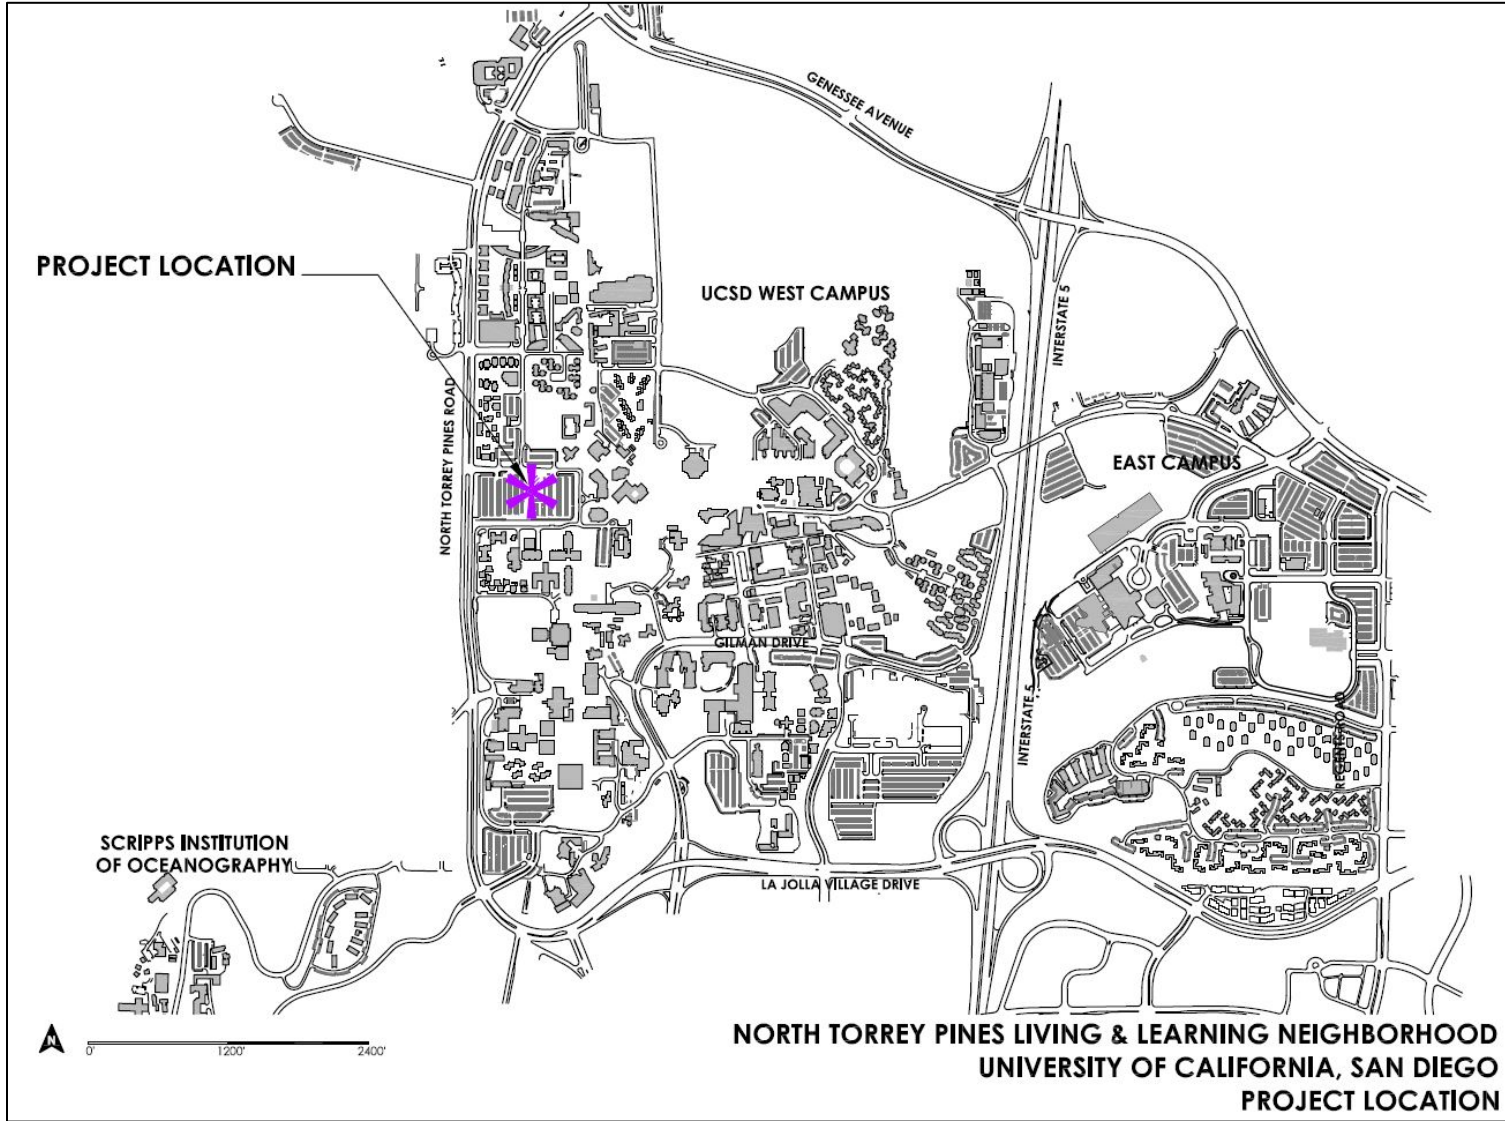 GENESSEE AVENUE
PROJECT LOCATION
UCSD WEST CAMPUS
INTERSTATE 5
NORTH TORREY PINES ROAD
EAST CAMPUS
GILMAN DRIVE
INTERSTATE 5
REGENTS ROAD
SCRIPPS INSTITUTION
OF OCEANOGRAPHY
LA JOLLA VILLAGE DRIVE
N
0' 1200' 2400'
NORTH TORREY PINES LIVING & LEARNING NEIGHBORHOOD
UNIVERSITY OF CALIFORNIA, SAN DIEGO
PROJECT LOCATION